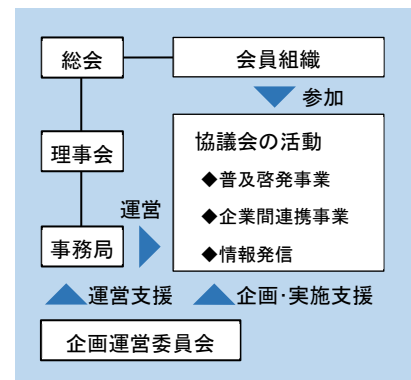 総会
会員組織
参加
理事会
協議会の活動
◆普及啓発事業
◆企業間連携事業
◆情報発信
運営
事務局
運営支援
企画･実施支援
企画運営委員会